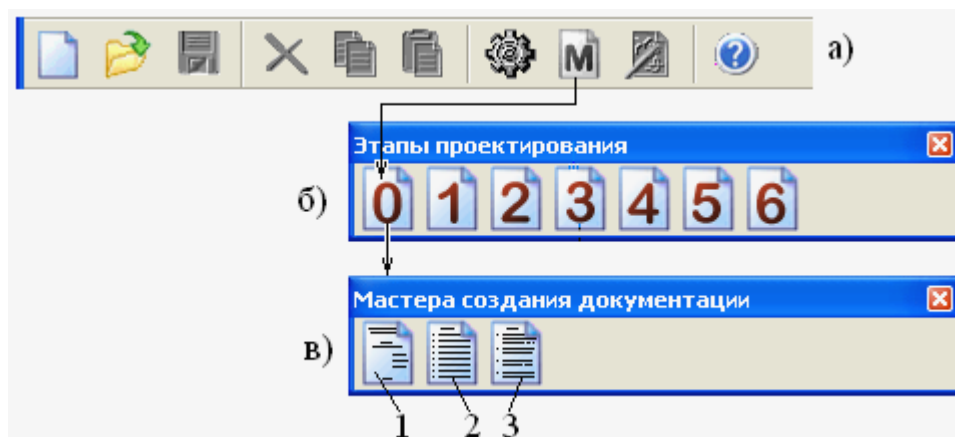 M
а)
Этапы проектирования
б)
0 1 2 3 4 5 6
Мастера создания документации
в)
1 2 3